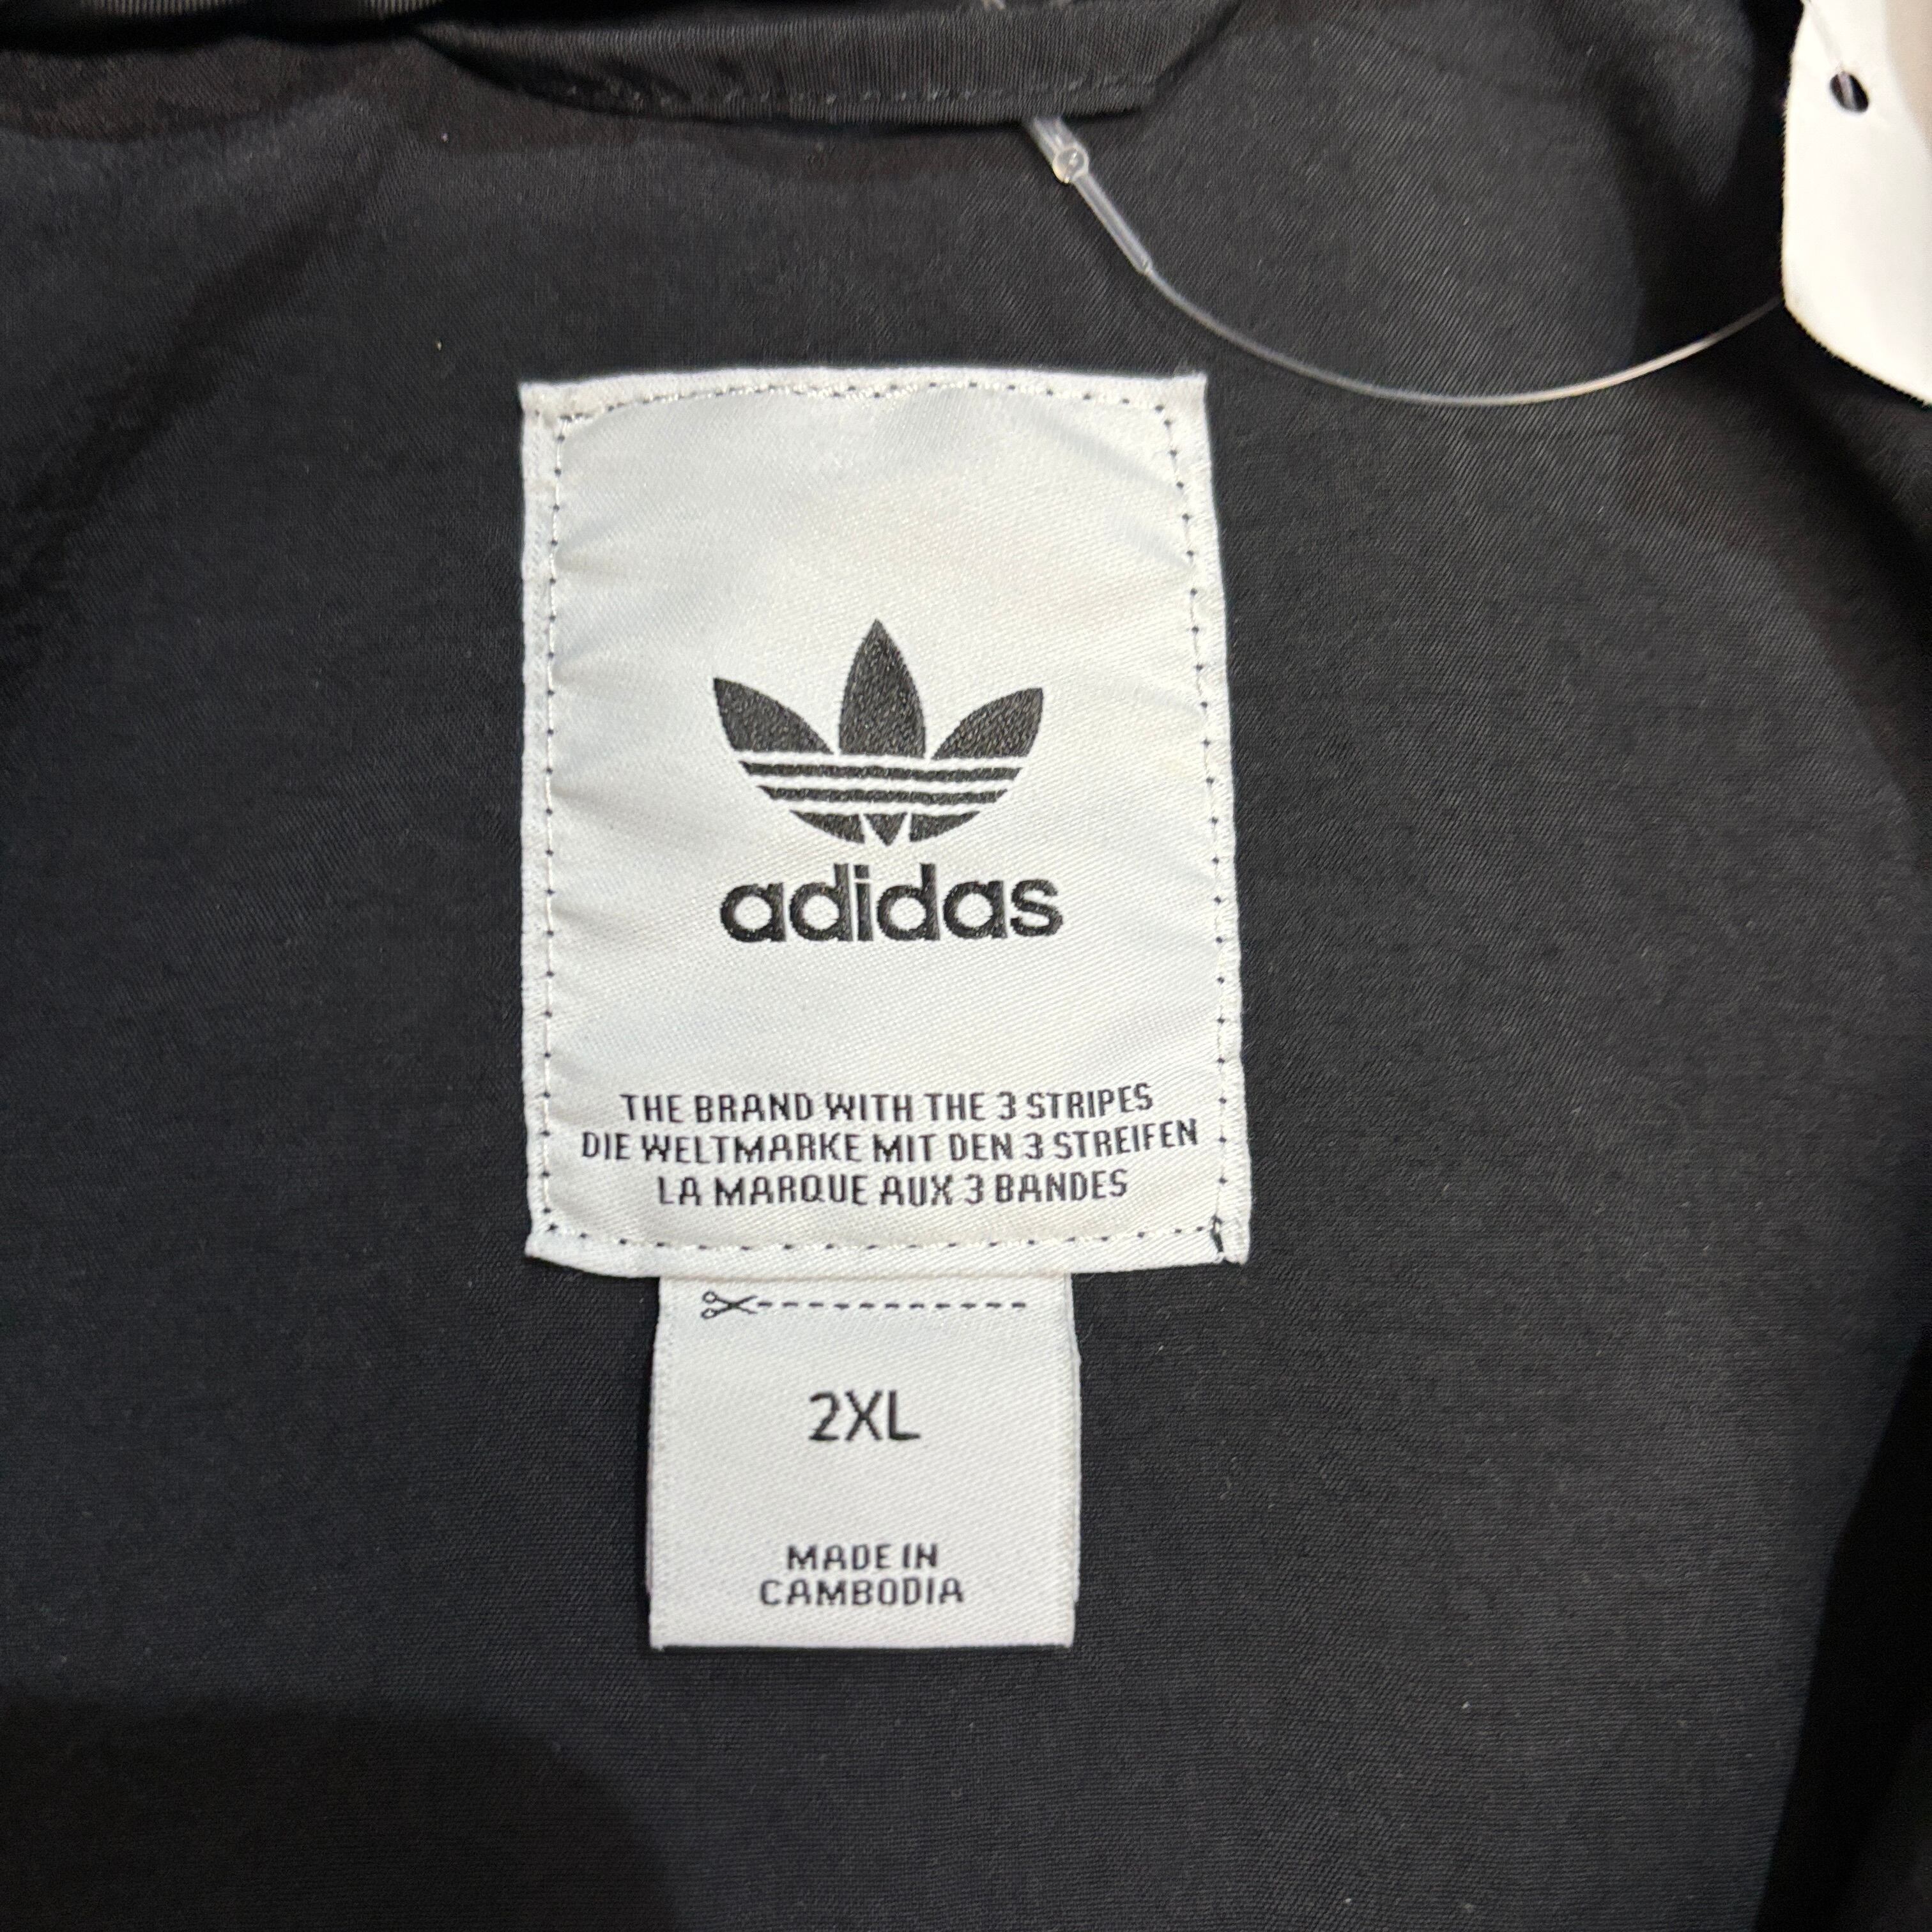 adidas
THE BRAND WITH THE 3 STRIPES
DIE WELTMARKE MIT DEN 3 STREIFEN
LA MARQUE AUX 3 BANDES
2XL
MADE IN
CAMBODIA